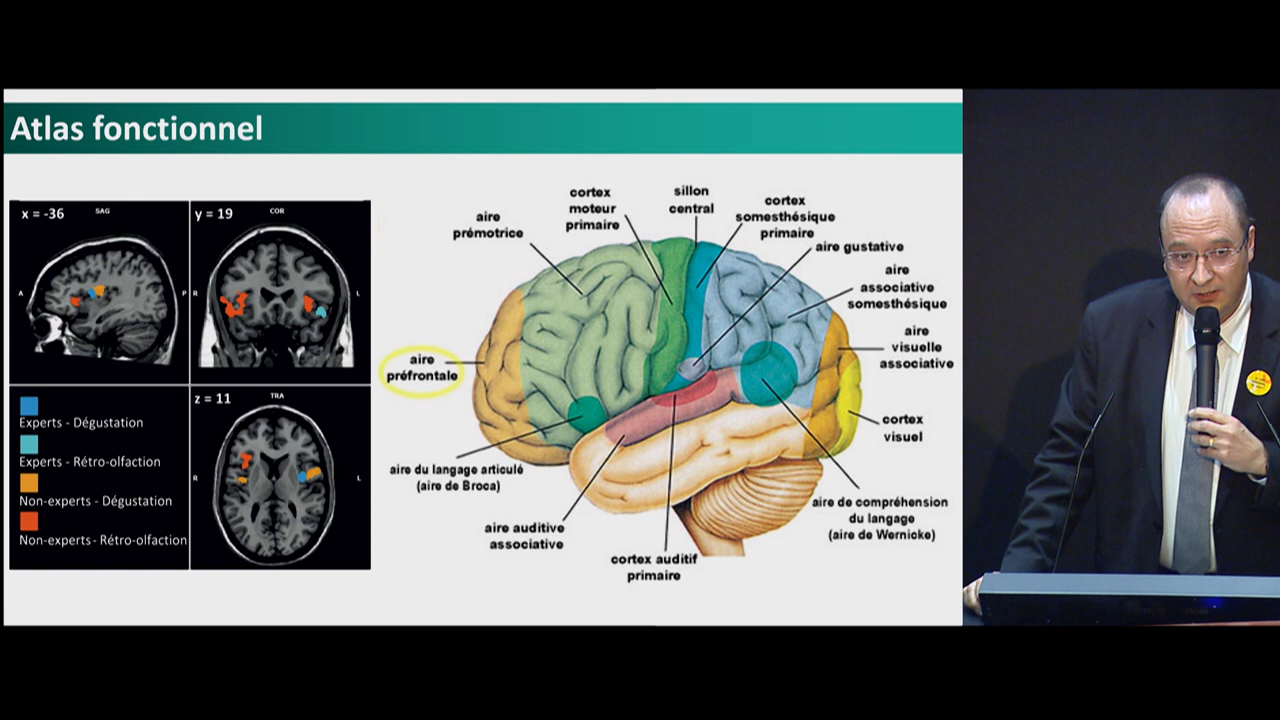 Atlas fonctionnel
x = -36
SAG
A
P
y = 19
COR
R
L
Experts - Dégustation
Experts - Rétro-olfaction
Non-experts - Dégustation
Non-experts - Rétro-olfaction
z = 11
TRA
R
L
aire
prémotrice
cortex
moteur
primaire
sillon
central
cortex
somesthésique
primaire
aire gustative
aire
associative
somesthésique
aire
visuelle
associative
cortex
visuel
aire
préfrontale
aire du langage articulé
(aire de Broca)
aire auditive
associative
cortex auditif
primaire
aire de compréhension
du langage
(aire de Wernicke)